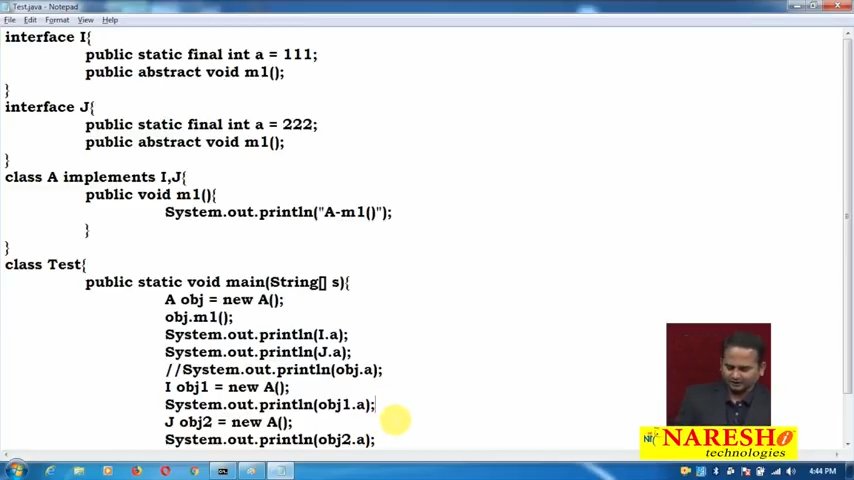 Test.java - Notepad
File Edit Format View Help
interface I{
public static final int a = 111;
public abstract void m1();
}
interface J{
public static final int a = 222;
public abstract void m1();
}
class A implements I,J{
public void m1(){
System.out.println("A-m1()");
}
}
class Test{
public static void main(String[] s){
A obj = new A();
obj.m1();
System.out.println(I.a);
System.out.println(J.a);
//System.out.println(obj.a);
I obj1 = new A();
System.out.println(obj1.a);
J obj2 = new A();
System.out.println(obj2.a);
NARESH i
technologies
4:44 PM